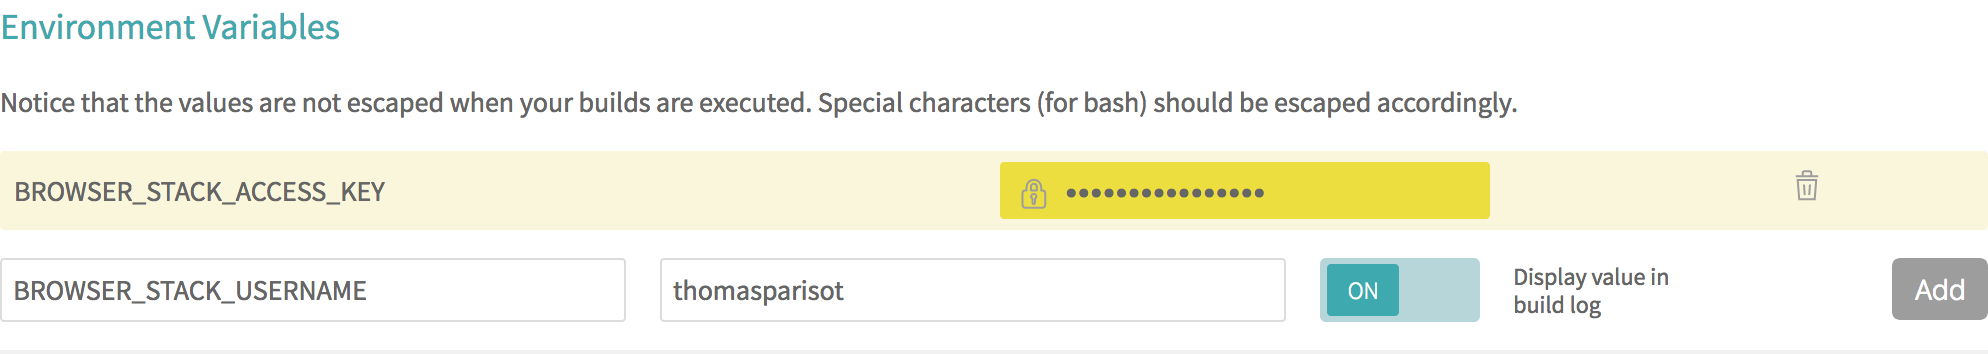 Environment Variables
Notice that the values are not escaped when your builds are executed. Special characters (for bash) should be escaped accordingly.
BROWSER_STACK_ACCESS_KEY ••••••••••••••••
BROWSER_STACK_USERNAME thomasparisot ON Display value in
build log
Add